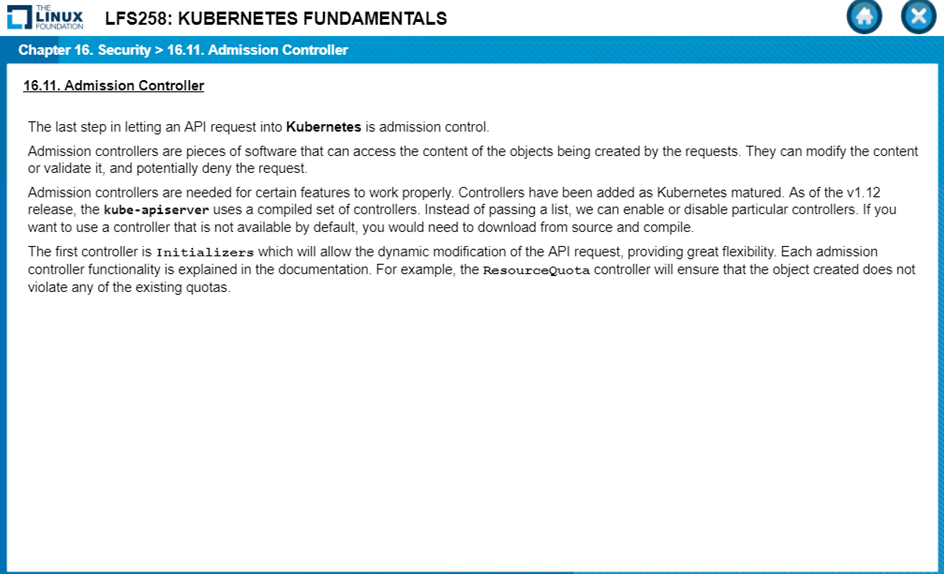 THE
LINUX
FOUNDATION
LFS258: KUBERNETES FUNDAMENTALS
Chapter 16. Security > 16.11. Admission Controller
16.11. Admission Controller
The last step in letting an API request into Kubernetes is admission control.
Admission controllers are pieces of software that can access the content of the objects being created by the requests. They can modify the content
or validate it, and potentially deny the request.
Admission controllers are needed for certain features to work properly. Controllers have been added as Kubernetes matured. As of the v1.12
release, the kube-apiserver uses a compiled set of controllers. Instead of passing a list, we can enable or disable particular controllers. If you
want to use a controller that is not available by default, you would need to download from source and compile.
The first controller is Initializers which will allow the dynamic modification of the API request, providing great flexibility. Each admission
controller functionality is explained in the documentation. For example, the ResourceQuota controller will ensure that the object created does not
violate any of the existing quotas.